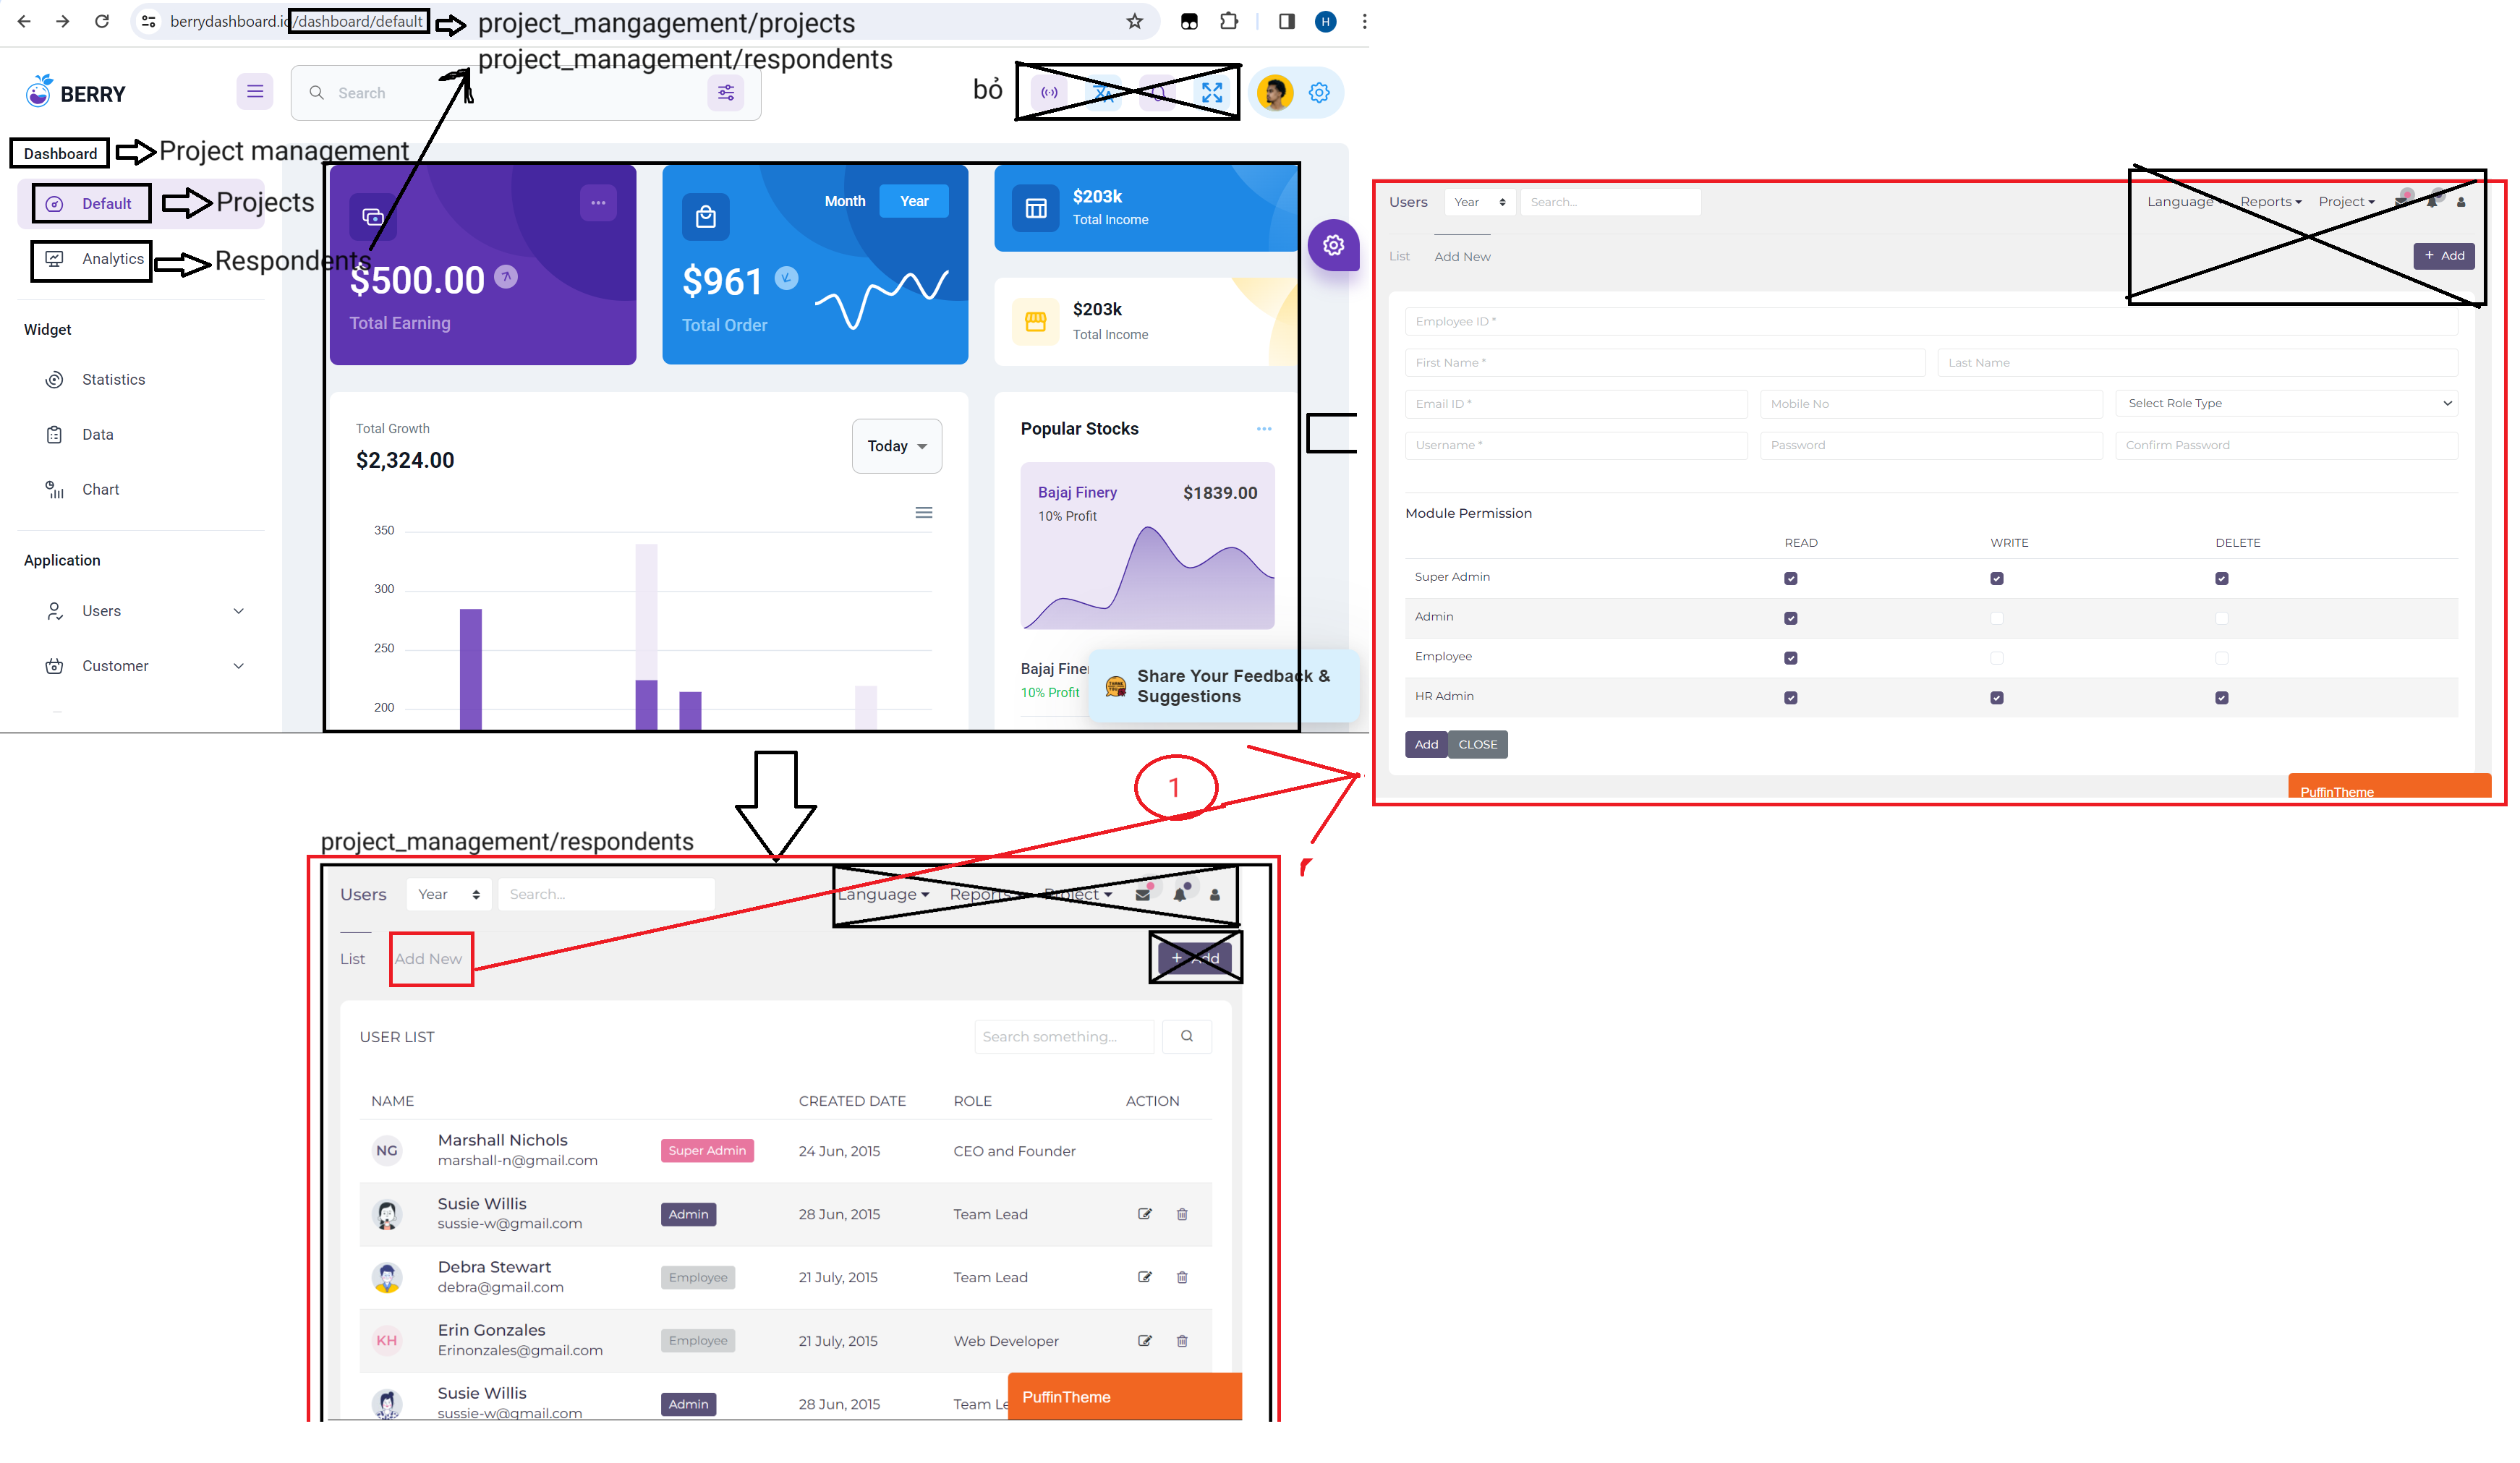 berrydashboard.io/dashboard/default
project_mangagement/projects
project_management/respondents
H
BERRY
Search
bỏ
Dashboard
Project management
Default
Projects
Analytics
Respondents
Widget
Statistics
Data
Chart
Application
Users
Customer
$500.00
Total Earning
Month
Year
$961
Total Order
$203k
Total Income
$203k
Total Income
Total Growth
$2,324.00
Today
350
300
250
200
Popular Stocks
Bajaj Finery
$1839.00
10% Profit
Bajaj Finer
10% Profit
Share Your Feedback &
Suggestions
Users
Year
Search...
Language
Reports
Project
List
Add New
+ Add
Employee ID *
First Name *
Last Name
Email ID *
Mobile No
Select Role Type
Username *
Password
Confirm Password
Module Permission
READ
WRITE
DELETE
Super Admin
Admin
Employee
HR Admin
Add
CLOSE
PuffinTheme
1
project_management/respondents
Users
Year
Search...
Language
Reports
Project
List
Add New
+ Add
USER LIST
Search something...
NAME
CREATED DATE
ROLE
ACTION
NG
Marshall Nichols
marshall-n@gmail.com
Super Admin
24 Jun, 2015
CEO and Founder
Susie Willis
sussie-w@gmail.com
Admin
28 Jun, 2015
Team Lead
Debra Stewart
debra@gmail.com
Employee
21 July, 2015
Team Lead
KH
Erin Gonzales
Erinonzales@gmail.com
Employee
21 July, 2015
Web Developer
Susie Willis
sussie-w@gmail.com
Admin
28 Jun, 2015
Team Le
PuffinTheme